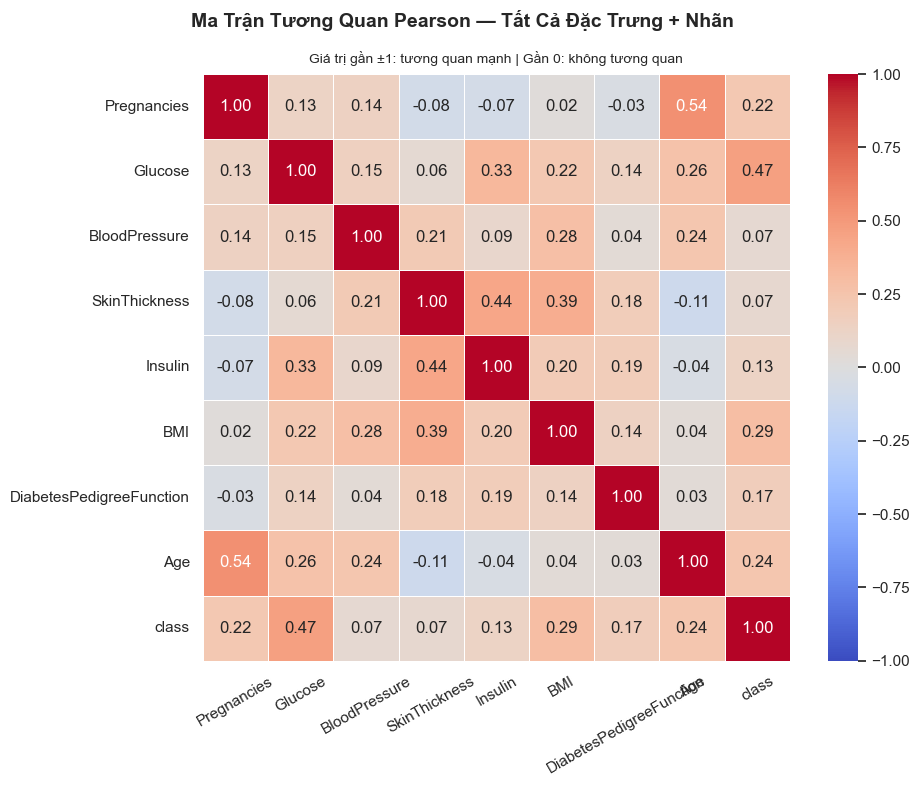 Ma Trận Tương Quan Pearson — Tất Cả Đặc Trưng + Nhãn
Giá trị gần ±1: tương quan mạnh | Gần 0: không tương quan
Pregnancies 1.00 0.13 0.14 -0.08 -0.07 0.02 -0.03 0.54 0.22
Glucose 0.13 1.00 0.15 0.06 0.33 0.22 0.14 0.26 0.47
BloodPressure 0.14 0.15 1.00 0.21 0.09 0.28 0.04 0.24 0.07
SkinThickness -0.08 0.06 0.21 1.00 0.44 0.39 0.18 -0.11 0.07
Insulin -0.07 0.33 0.09 0.44 1.00 0.20 0.19 -0.04 0.13
BMI 0.02 0.22 0.28 0.39 0.20 1.00 0.14 0.04 0.29
DiabetesPedigreeFunction -0.03 0.14 0.04 0.18 0.19 0.14 1.00 0.03 0.17
Age 0.54 0.26 0.24 -0.11 -0.04 0.04 0.03 1.00 0.24
class 0.22 0.47 0.07 0.07 0.13 0.29 0.17 0.24 1.00
Pregnancies Glucose BloodPressure SkinThickness Insulin BMI DiabetesPedigreeFunction Age class
1.00
0.75
0.50
0.25
0.00
−0.25
−0.50
−0.75
−1.00